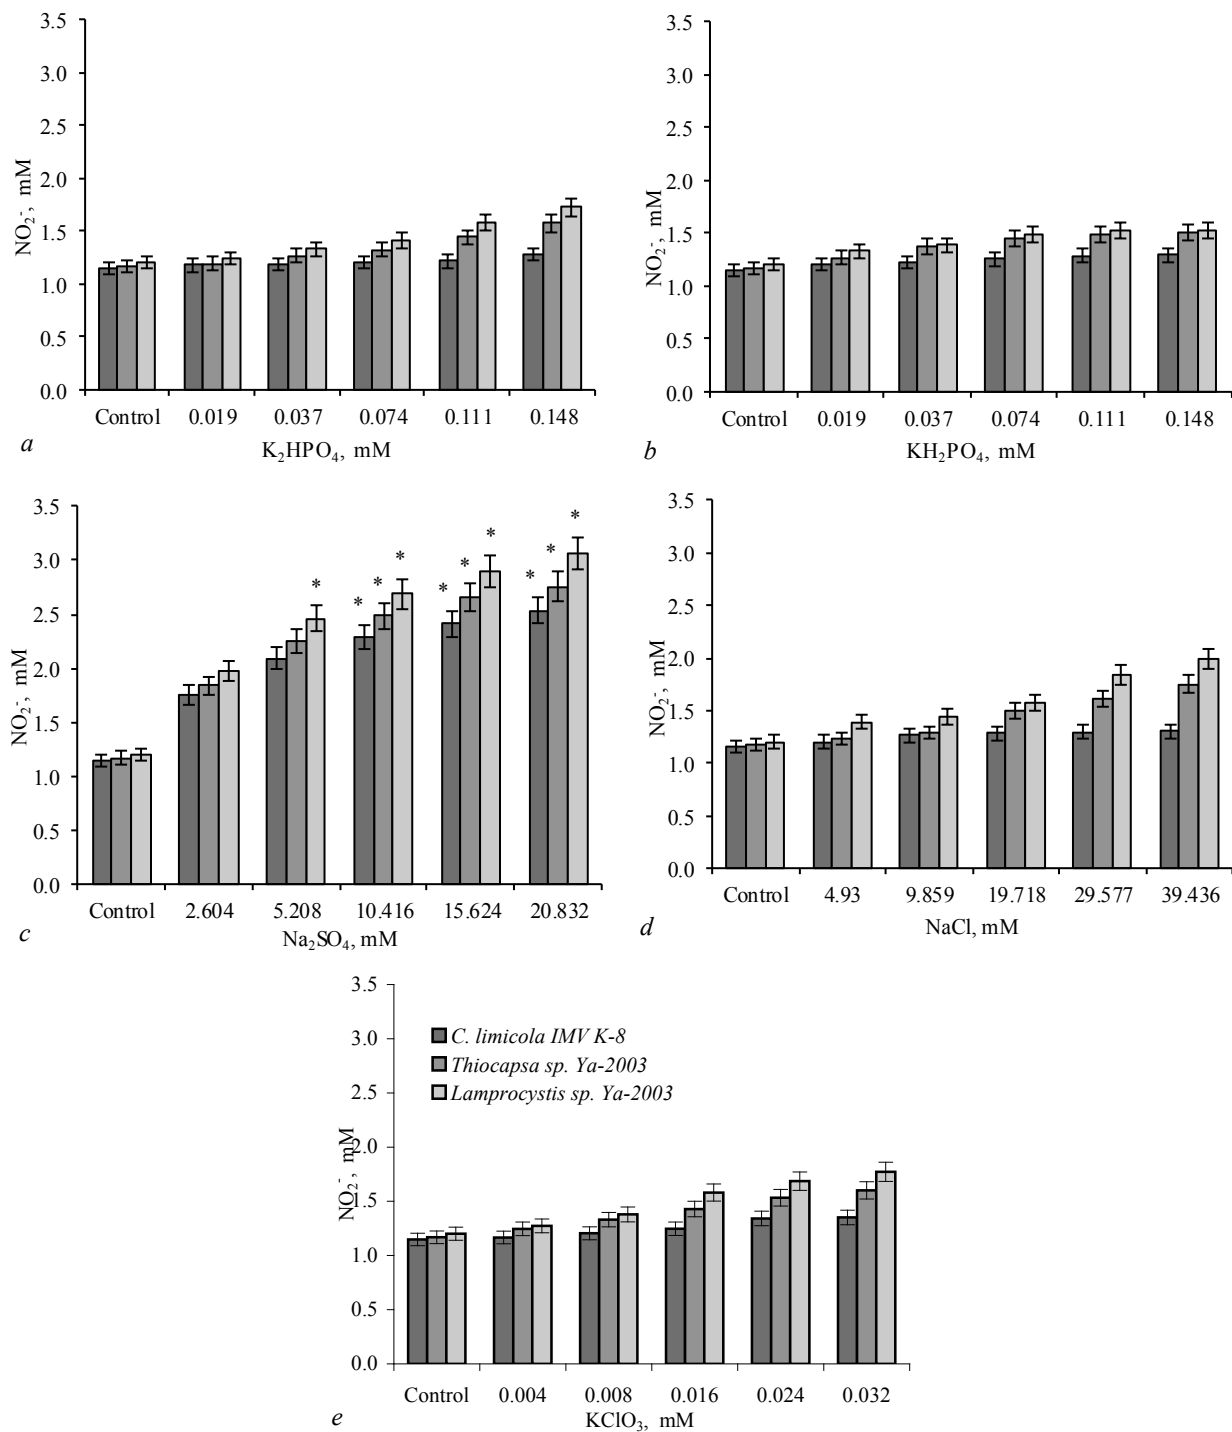 3.5
3.0
2.5
2.0
1.5
1.0
0.5
0.0
NO₂⁻, mM
Control 0.019 0.037 0.074 0.111 0.148
a
K₂HPO₄, mM
3.5
3.0
2.5
2.0
1.5
1.0
0.5
0.0
NO₂⁻, mM
Control 0.019 0.037 0.074 0.111 0.148
b
KH₂PO₄, mM
3.5
3.0
2.5
2.0
1.5
1.0
0.5
0.0
NO₂⁻, mM
* * * * * * * * * *
Control 2.604 5.208 10.416 15.624 20.832
c
Na₂SO₄, mM
3.5
3.0
2.5
2.0
1.5
1.0
0.5
0.0
NO₂⁻, mM
Control 4.93 9.859 19.718 29.577 39.436
d
NaCl, mM
3.5
3.0
2.5
2.0
1.5
1.0
0.5
0.0
NO₂⁻, mM
C. limicola IMV K-8
Thiocapsa sp. Ya-2003
Lamprocystis sp. Ya-2003
Control 0.004 0.008 0.016 0.024 0.032
e
KClO₃, mM